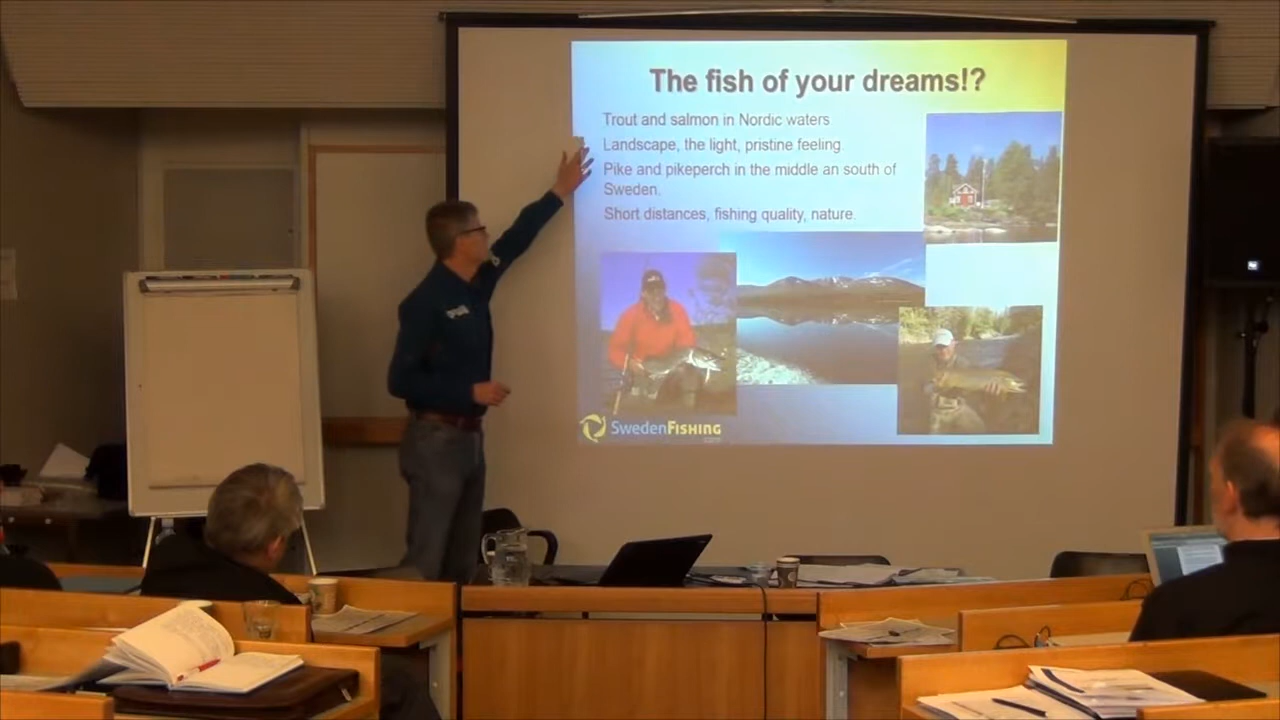 The fish of your dreams!?
Trout and salmon in Nordic waters
Landscape, the light, pristine feeling.
Pike and pikeperch in the middle an south of
Sweden.
Short distances, fishing quality, nature.
SWEDENFISHING
.com